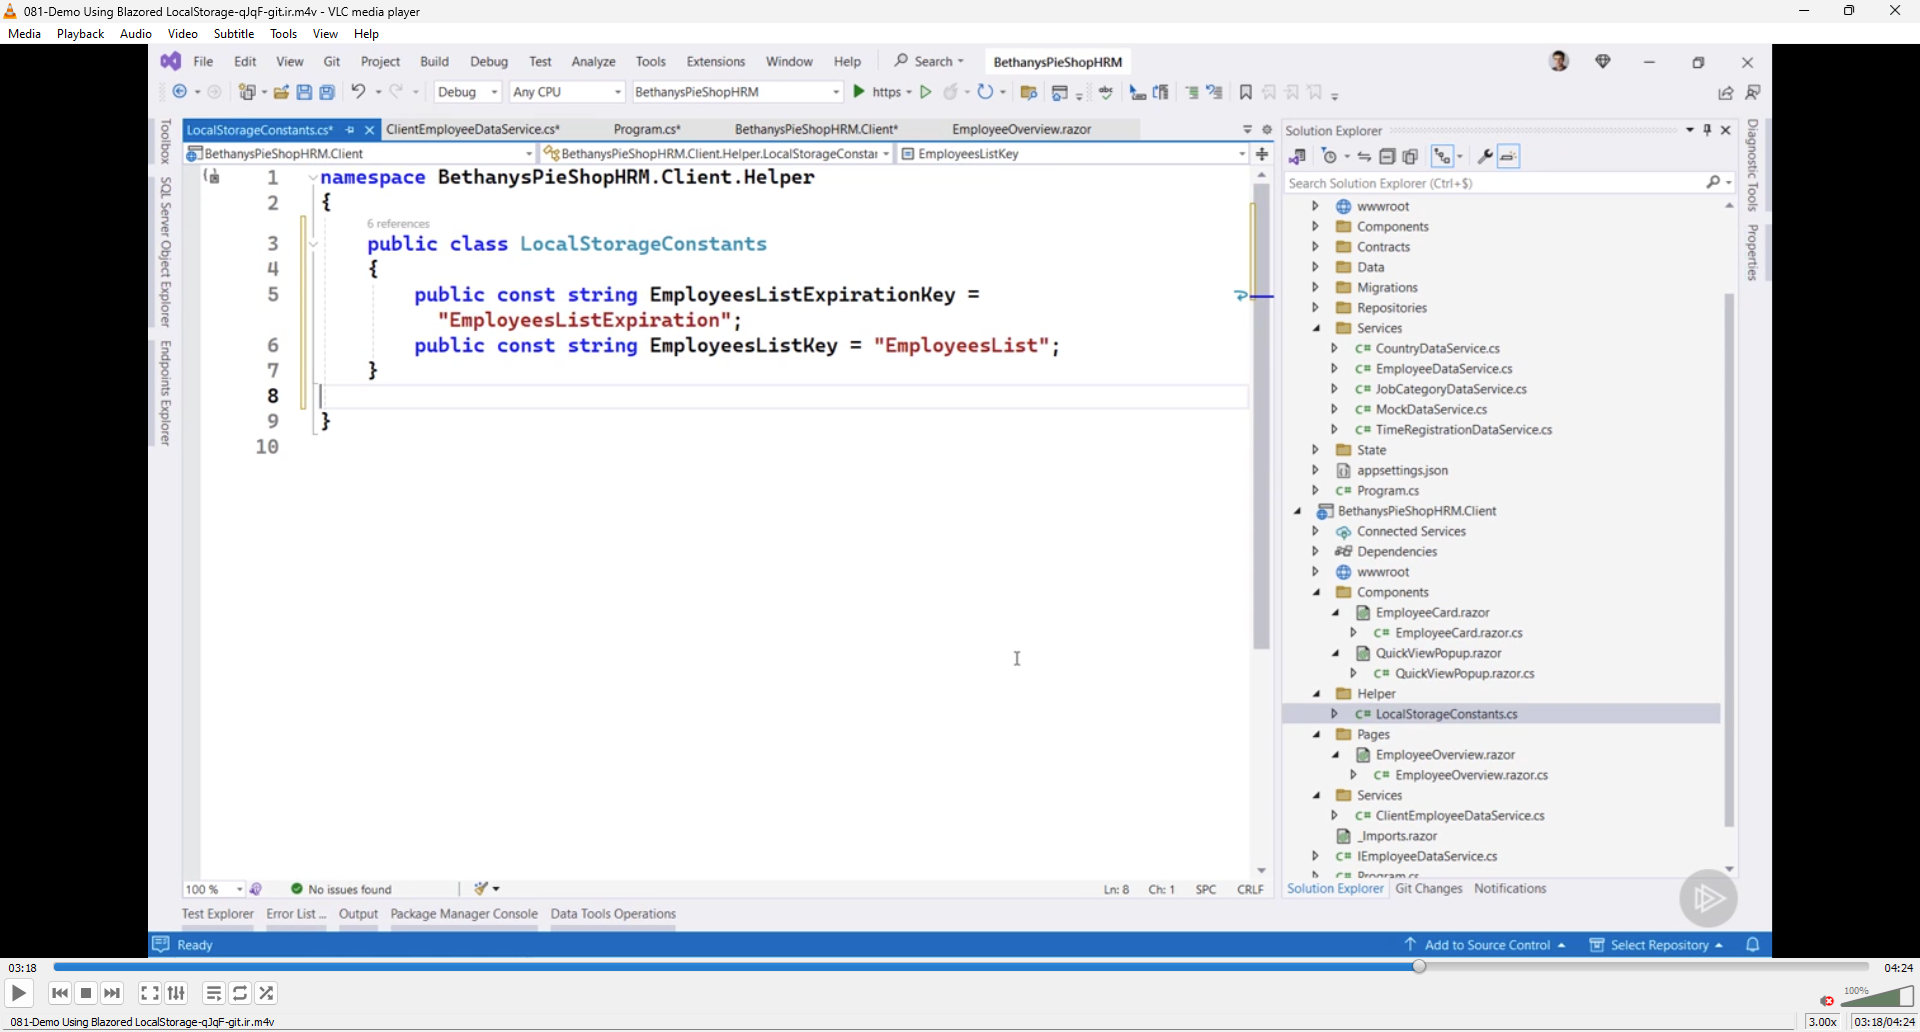 081-Demo Using Blazored LocalStorage-qJqF-git.ir.m4v - VLC media player
Media Playback Audio Video Subtitle Tools View Help
File Edit View Git Project Build Debug Test Analyze Tools Extensions Window Help Search BethanysPieShopHRM
Debug Any CPU BethanysPieShopHRM https
LocalStorageConstants.cs* ClientEmployeeDataService.cs* Program.cs* BethanysPieShopHRM.Client* EmployeeOverview.razor
BethanysPieShopHRM.Client BethanysPieShopHRM.Client.Helper.LocalStorageConstar EmployeesListKey
1 namespace BethanysPieShopHRM.Client.Helper
2 {
6 references
3 public class LocalStorageConstants
4 {
5 public const string EmployeesListExpirationKey =
"EmployeesListExpiration";
6 public const string EmployeesListKey = "EmployeesList";
7 }
8
9 }
10
100 % No issues found Ln: 8 Ch: 1 SPC CRLF
Toolbox
SQL Server Object Explorer
Endpoints Explorer
Solution Explorer
Search Solution Explorer (Ctrl+$)
wwwroot
Components
Contracts
Data
Migrations
Repositories
Services
C# CountryDataService.cs
C# EmployeeDataService.cs
C# JobCategoryDataService.cs
C# MockDataService.cs
C# TimeRegistrationDataService.cs
State
appsettings.json
C# Program.cs
BethanysPieShopHRM.Client
Connected Services
Dependencies
wwwroot
Components
EmployeeCard.razor
C# EmployeeCard.razor.cs
QuickViewPopup.razor
C# QuickViewPopup.razor.cs
Helper
C# LocalStorageConstants.cs
Pages
EmployeeOverview.razor
C# EmployeeOverview.razor.cs
Services
C# ClientEmployeeDataService.cs
_Imports.razor
C# IEmployeeDataService.cs
C# Program.cs
Solution Explorer Git Changes Notifications
Diagnostic Tools
Properties
Test Explorer Error List ... Output Package Manager Console Data Tools Operations
Ready Add to Source Control Select Repository
03:18 04:24
100%
081-Demo Using Blazored LocalStorage-qJqF-git.ir.m4v 3.00x 03:18/04:24